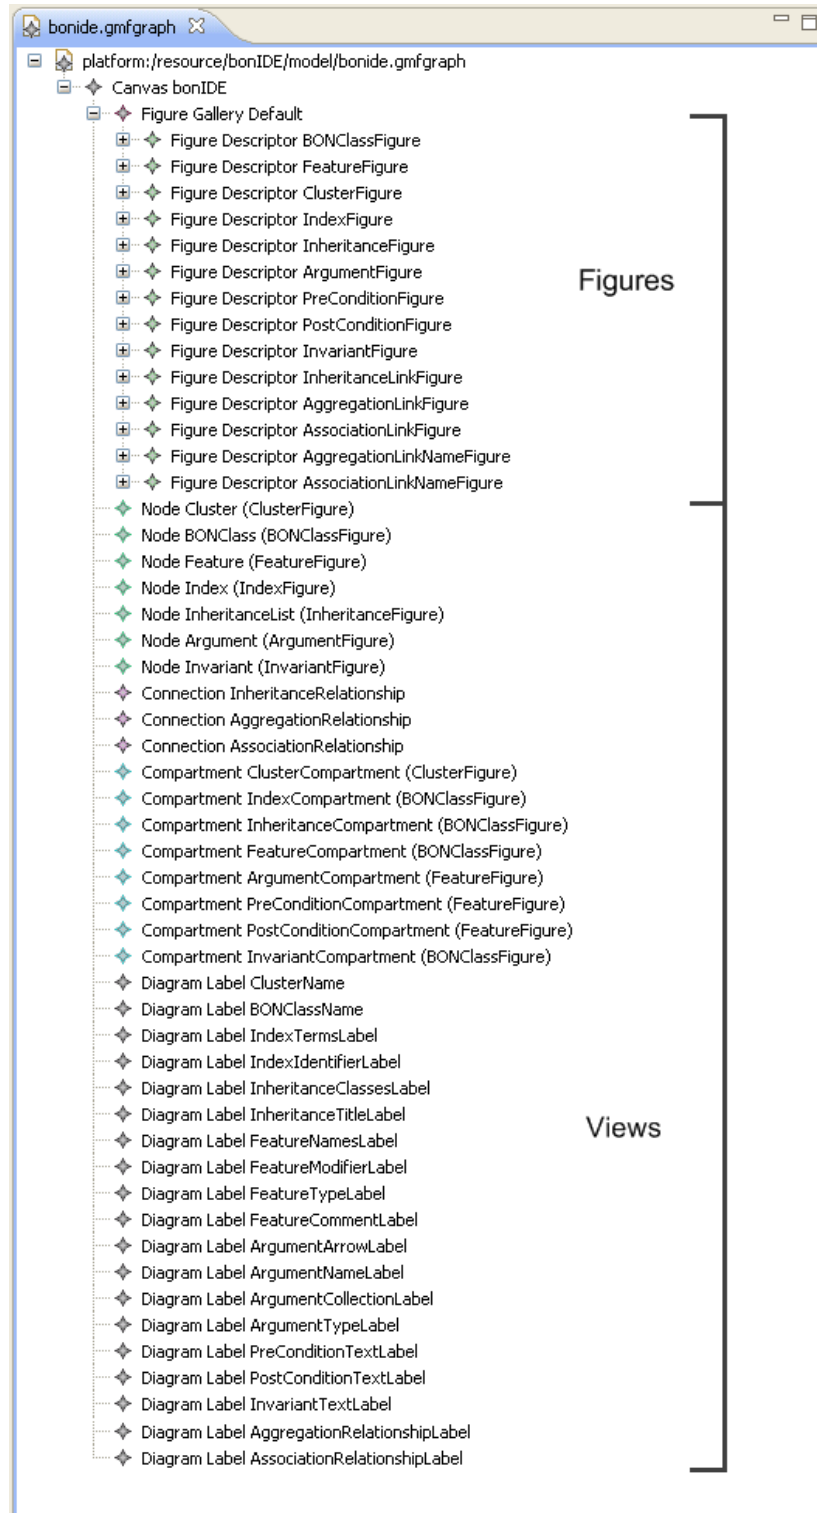 bonide.gmfgraph
platform:/resource/bonIDE/model/bonide.gmfgraph
Canvas bonIDE
Figure Gallery Default
Figure Descriptor BONClassFigure
Figure Descriptor FeatureFigure
Figure Descriptor ClusterFigure
Figure Descriptor IndexFigure
Figure Descriptor InheritanceFigure
Figure Descriptor ArgumentFigure
Figures
Figure Descriptor PreConditionFigure
Figure Descriptor PostConditionFigure
Figure Descriptor InvariantFigure
Figure Descriptor InheritanceLinkFigure
Figure Descriptor AggregationLinkFigure
Figure Descriptor AssociationLinkFigure
Figure Descriptor AggregationLinkNameFigure
Figure Descriptor AssociationLinkNameFigure
Node Cluster (ClusterFigure)
Node BONClass (BONClassFigure)
Node Feature (FeatureFigure)
Node Index (IndexFigure)
Node InheritanceList (InheritanceFigure)
Node Argument (ArgumentFigure)
Node Invariant (InvariantFigure)
Connection InheritanceRelationship
Connection AggregationRelationship
Connection AssociationRelationship
Compartment ClusterCompartment (ClusterFigure)
Compartment IndexCompartment (BONClassFigure)
Compartment InheritanceCompartment (BONClassFigure)
Compartment FeatureCompartment (BONClassFigure)
Compartment ArgumentCompartment (FeatureFigure)
Compartment PreConditionCompartment (FeatureFigure)
Compartment PostConditionCompartment (FeatureFigure)
Compartment InvariantCompartment (BONClassFigure)
Diagram Label ClusterName
Diagram Label BONClassName
Diagram Label IndexTermsLabel
Diagram Label IndexIdentifierLabel
Diagram Label InheritanceClassesLabel
Diagram Label InheritanceTitleLabel
Views
Diagram Label FeatureNamesLabel
Diagram Label FeatureModifierLabel
Diagram Label FeatureTypeLabel
Diagram Label FeatureCommentLabel
Diagram Label ArgumentArrowLabel
Diagram Label ArgumentNameLabel
Diagram Label ArgumentCollectionLabel
Diagram Label ArgumentTypeLabel
Diagram Label PreConditionTextLabel
Diagram Label PostConditionTextLabel
Diagram Label InvariantTextLabel
Diagram Label AggregationRelationshipLabel
Diagram Label AssociationRelationshipLabel